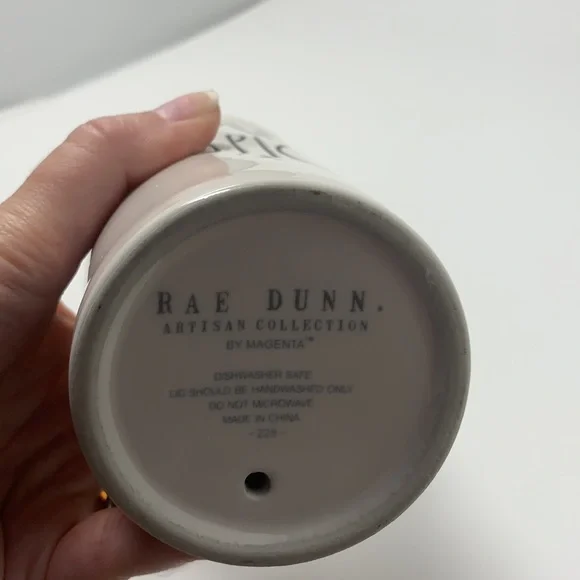 RAE DUNN.
ARTISAN COLLECTION
BY MAGENTA™
DISHWASHER SAFE
LID SHOULD BE HANDWASHED ONLY
DO NOT MICROWAVE
MADE IN CHINA